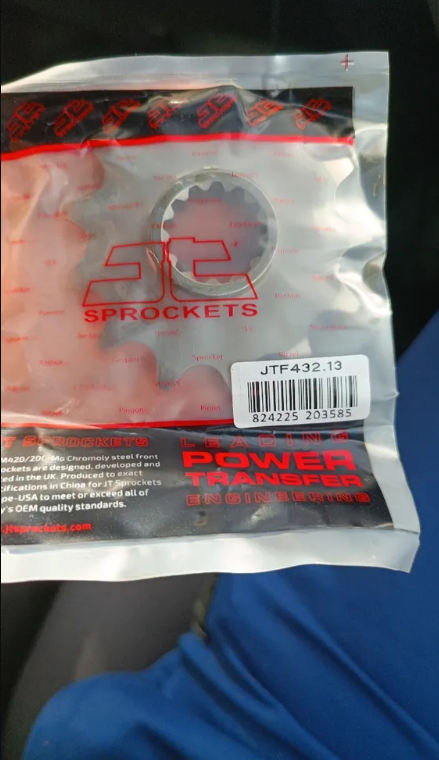 SPROCKETS
JTF432.13
824225 203585
T SPROCKETS
M420/20C Mo Chromoly steel front
ockets are designed, developed and
ed in the UK. Produced to exact
cifications in China for JT Sprockets
pe-USA to meet or exceed all of
y's OEM quality standards.
.jtsprockets.com
LEADING
POWER
TRANSFER
ENGINEERING